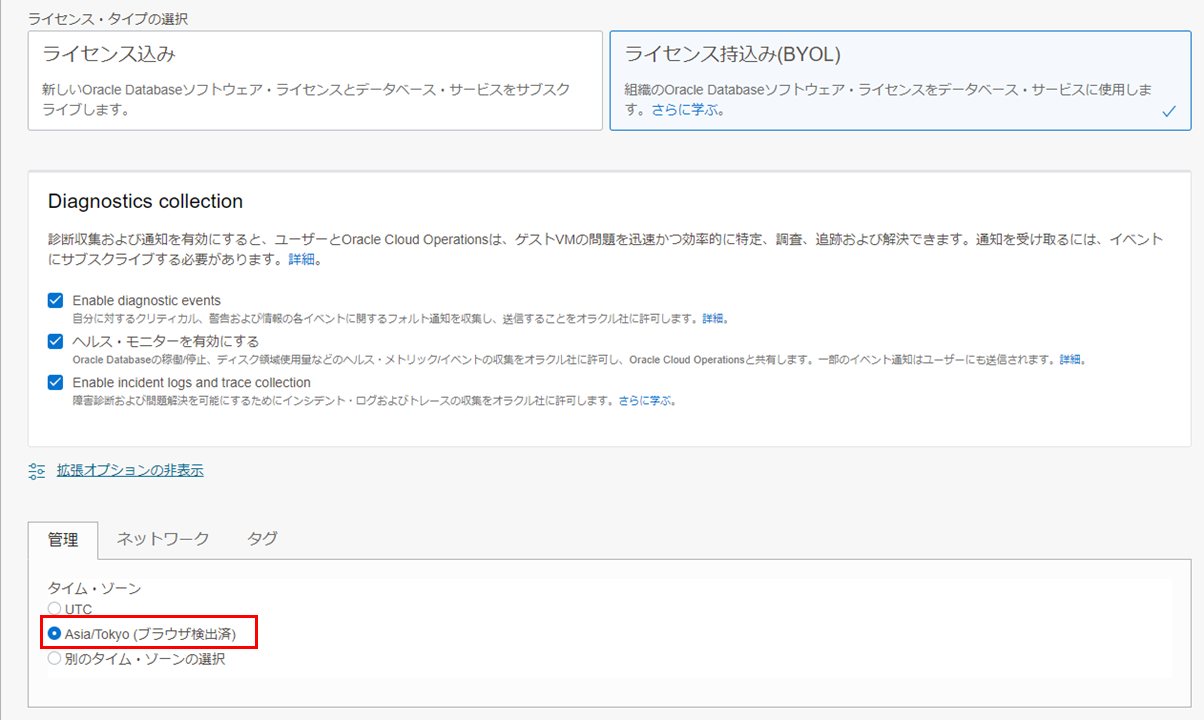 ライセンス・タイプの選択
ライセンス込み
新しいOracle Databaseソフトウェア・ライセンスとデータベース・サービスをサブスク
ライブします。
ライセンス持込み(BYOL)
組織のOracle Databaseソフトウェア・ライセンスをデータベース・サービスに使用しま
す。さらに学ぶ。
Diagnostics collection
診断収集および通知を有効にすると、ユーザーとOracle Cloud Operationsは、ゲストVMの問題を迅速かつ効率的に特定、調査、追跡および解決できます。通知を受け取るには、イベント
にサブスクライブする必要があります。詳細。
Enable diagnostic events
自分に対するクリティカル、警告および情報の各イベントに関するフォルト通知を収集し、送信することをオラクル社に許可します。詳細。
ヘルス・モニターを有効にする
Oracle Databaseの稼働/停止、ディスク領域使用量などのヘルス・メトリック/イベントの収集をオラクル社に許可し、Oracle Cloud Operationsと共有します。一部のイベント通知はユーザーにも送信されます。詳細。
Enable incident logs and trace collection
障害診断および問題解決を可能にするためにインシデント・ログおよびトレースの収集をオラクル社に許可します。さらに学ぶ。
拡張オプションの非表示
管理
ネットワーク
タグ
タイム・ゾーン
UTC
Asia/Tokyo (ブラウザ検出済)
別のタイム・ゾーンの選択